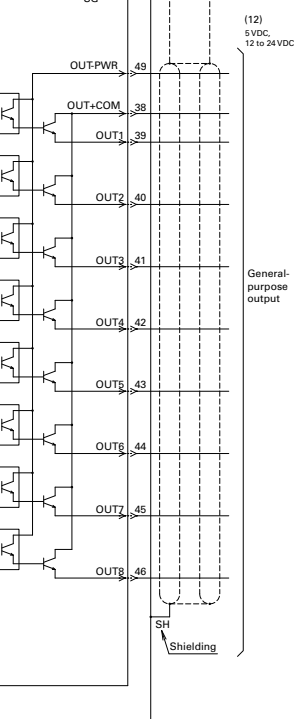 (12)
5 VDC,
12 to 24 VDC
OUT-PWR 49
OUT+COM 38
OUT1 39
OUT2 40
OUT3 41
OUT4 42
OUT5 43
OUT6 44
OUT7 45
OUT8 46
General-
purpose
output
SH
Shielding